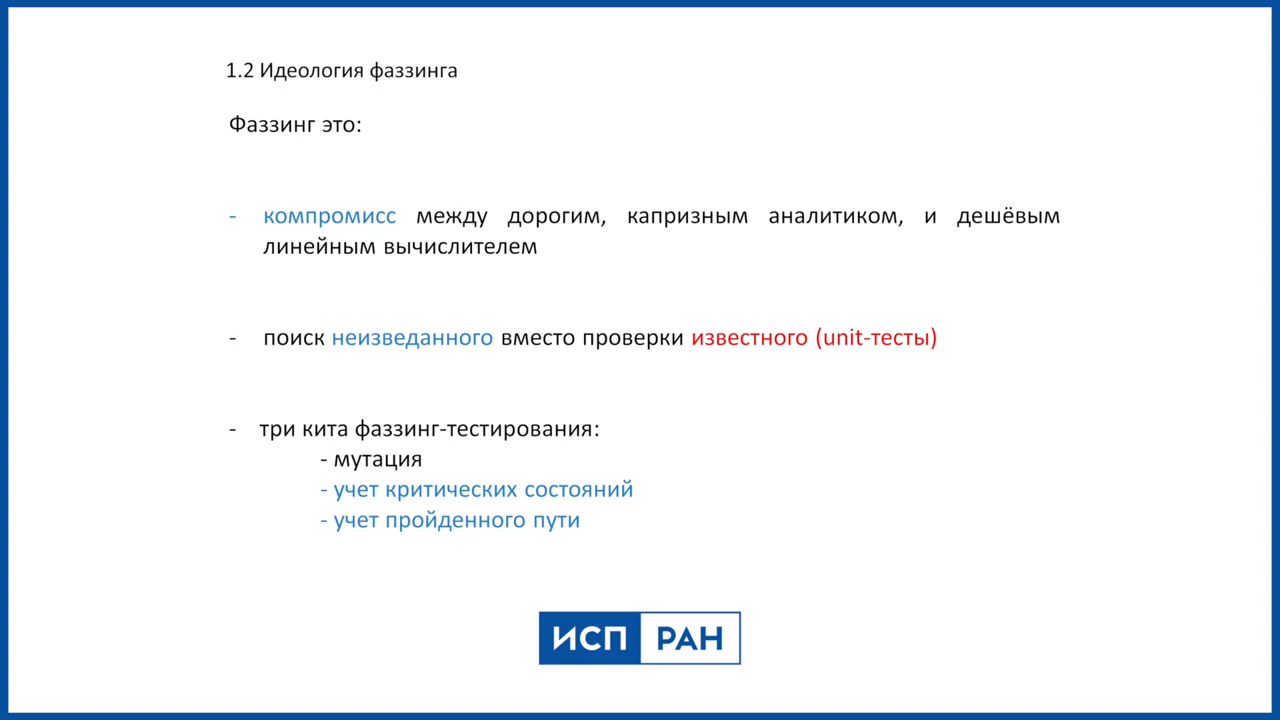 1.2 Идеология фаззинга
Фаззинг это:
- компромисс между дорогим, капризным аналитиком, и дешёвым
линейным вычислителем
- поиск неизведанного вместо проверки известного (unit-тесты)
- три кита фаззинг-тестирования:
- мутация
- учет критических состояний
- учет пройденного пути
ИСП РАН